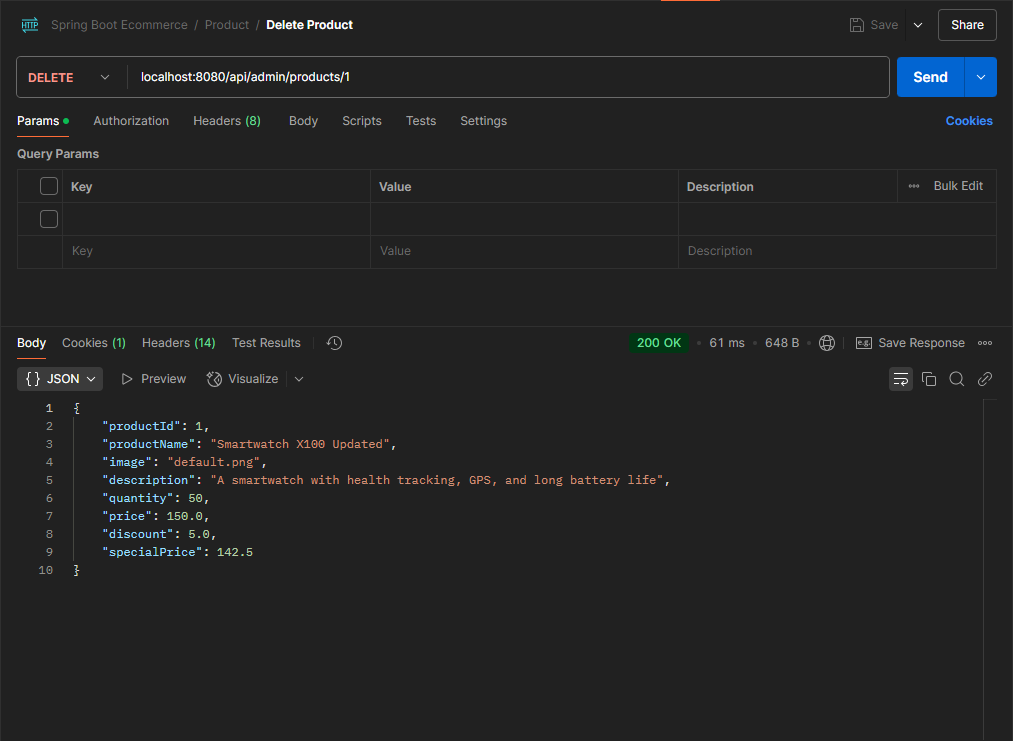 HTTP Spring Boot Ecommerce / Product / Delete Product Save Share
DELETE localhost:8080/api/admin/products/1 Send
Params Authorization Headers (8) Body Scripts Tests Settings Cookies
Query Params
Key Value Description Bulk Edit
Key Value Description
Body Cookies (1) Headers (14) Test Results 200 OK • 61 ms • 648 B • e.g. Save Response
{} JSON Preview Visualize
1 {
2 "productId": 1,
3 "productName": "Smartwatch X100 Updated",
4 "image": "default.png",
5 "description": "A smartwatch with health tracking, GPS, and long battery life",
6 "quantity": 50,
7 "price": 150.0,
8 "discount": 5.0,
9 "specialPrice": 142.5
10 }